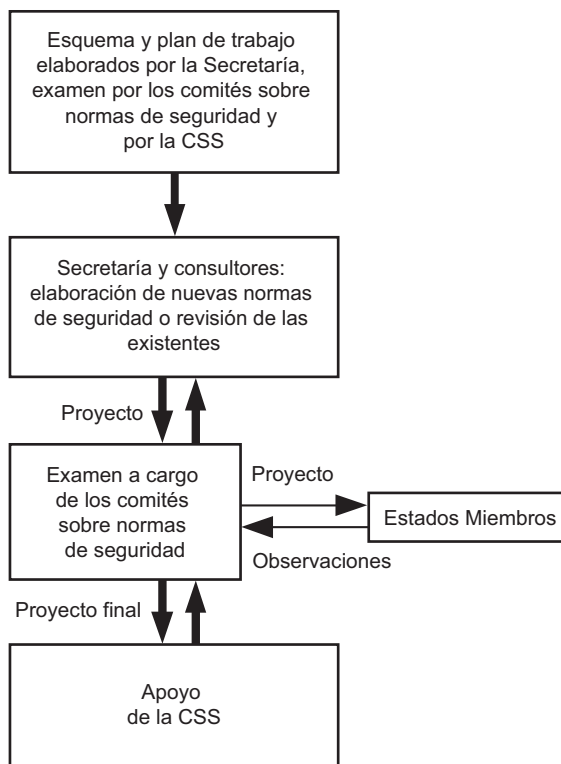 Esquema y plan de trabajo
elaborados por la Secretaría,
examen por los comités sobre
normas de seguridad y
por la CSS
Secretaría y consultores:
elaboración de nuevas normas
de seguridad o revisión de las
existentes
Proyecto
Examen a cargo
de los comités
sobre normas
de seguridad
Proyecto
Estados Miembros
Observaciones
Proyecto final
Apoyo
de la CSS